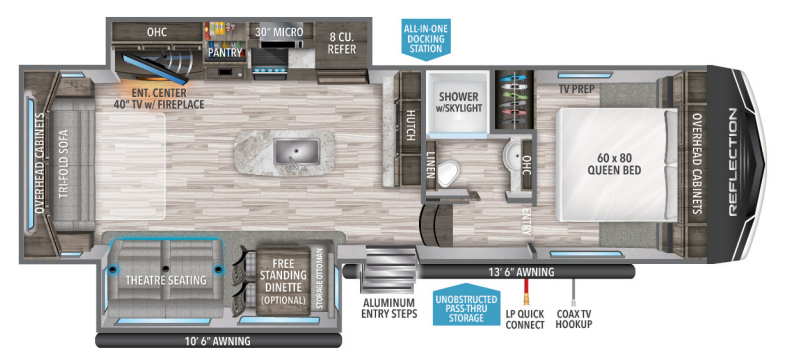 OHC
PANTRY
30" MICRO
8 CU.
REFER
ALL-IN-ONE
DOCKING
STATION
ENT. CENTER
40" TV w/ FIREPLACE
OVERHEAD CABINETS
TRI-FOLD SOFA
HUTCH
SHOWER
w/SKYLIGHT
LINEN
OHC
ENTRY
TV PREP
60 x 80
QUEEN BED
OVERHEAD CABINETS
REFLECTION
THEATRE SEATING
FREE
STANDING
DINETTE
(OPTIONAL)
STORAGE OTTOMAN
10' 6" AWNING
ALUMINUM
ENTRY STEPS
13' 6" AWNING
UNOBSTRUCTED
PASS-THRU
STORAGE
LP QUICK
CONNECT
COAX TV
HOOKUP